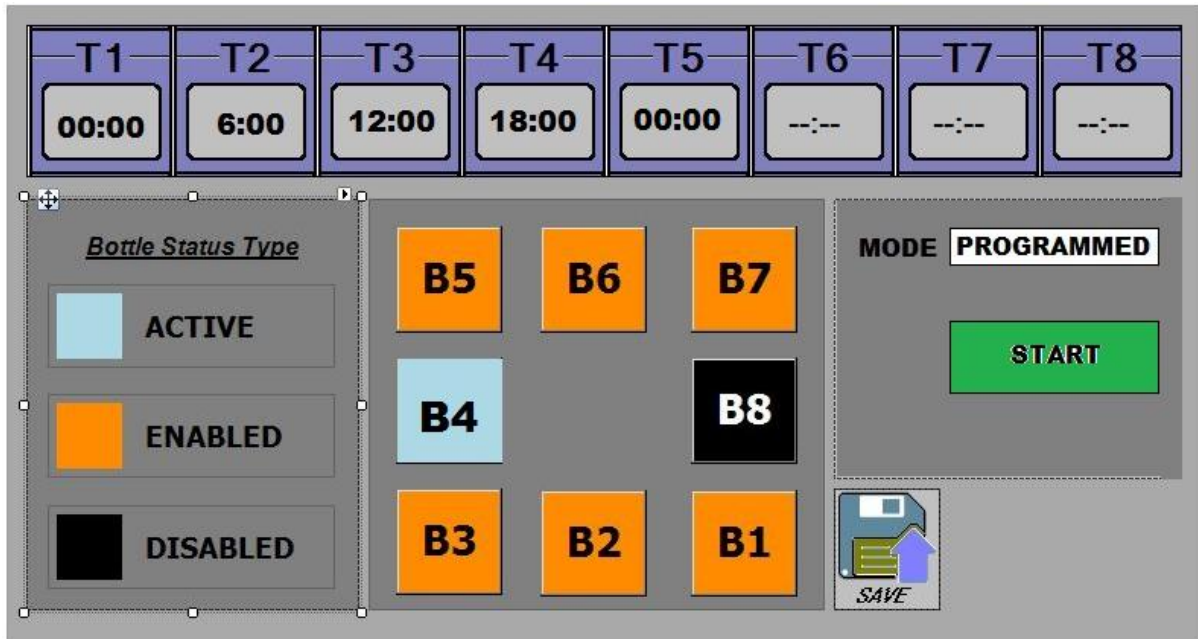 T1 T2 T3 T4 T5 T6 T7 T8
00:00 6:00 12:00 18:00 00:00 --:-- --:-- --:--
Bottle Status Type
ACTIVE
ENABLED
DISABLED
B5 B6 B7
B4 B8
B3 B2 B1
MODE PROGRAMMED
START
SAVE